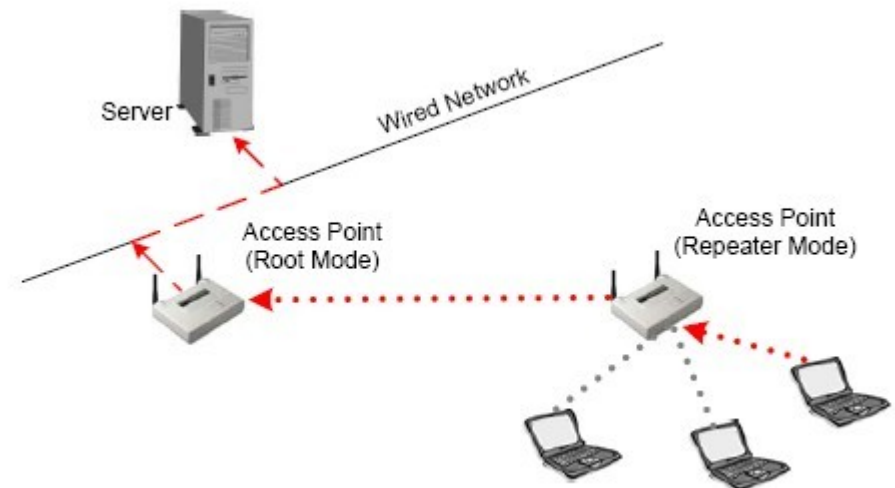 Server
Wired Network
Access Point
(Root Mode)
Access Point
(Repeater Mode)